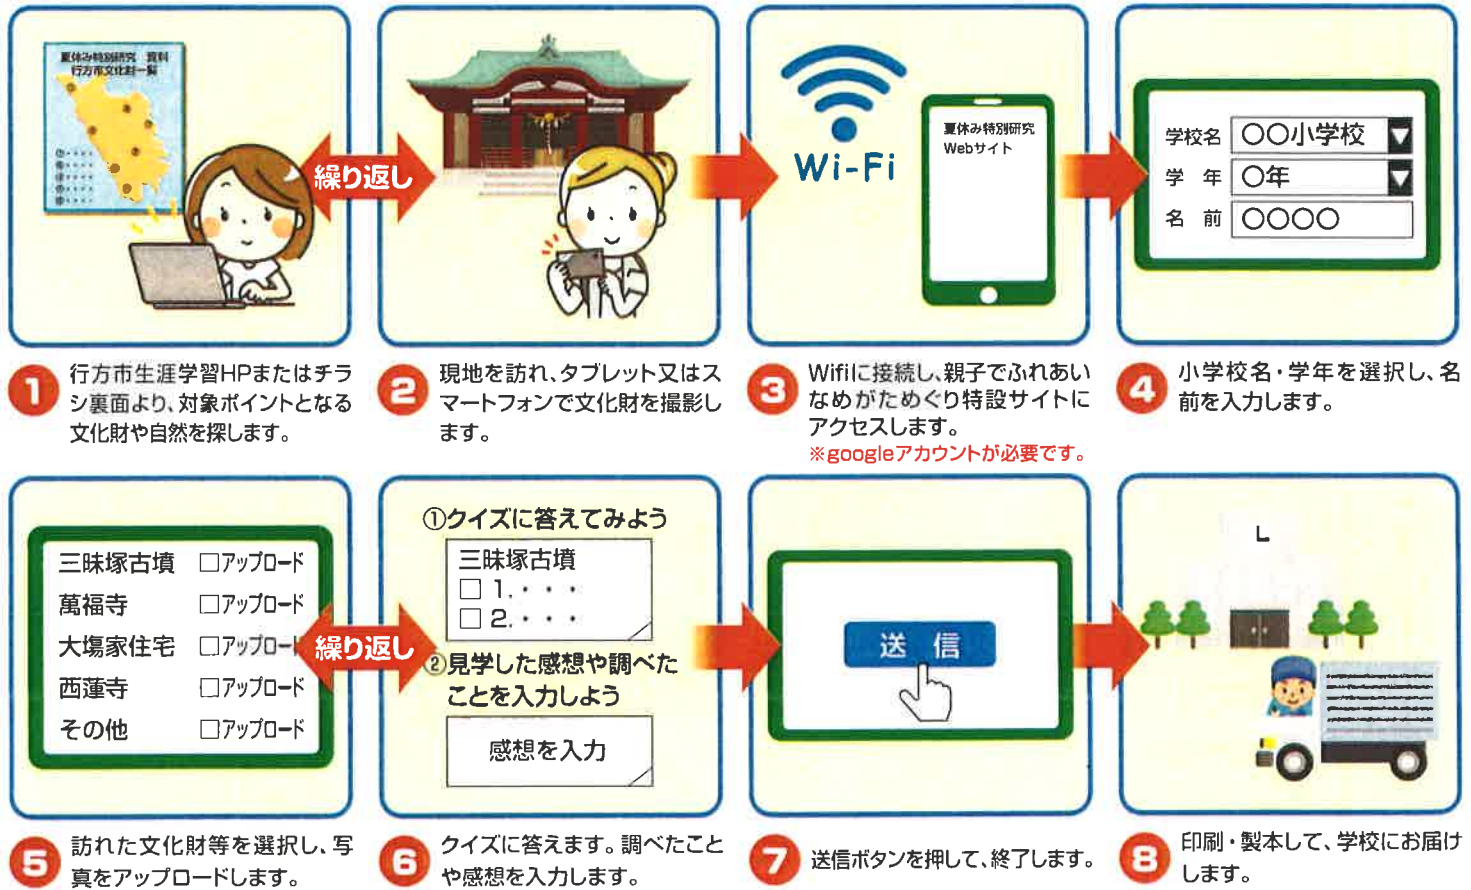 夏休み特別研究 資料
行方市文化財一覧
繰り返し
Wi-Fi
夏休み特別研究
Webサイト
学校名 〇〇小学校
学 年 〇年
名 前 〇〇〇〇
1 行方市生涯学習HPまたはチラ
シ裏面より、対象ポイントとなる
文化財や自然を探します。
2 現地を訪れ、タブレット又はス
マートフォンで文化財を撮影し
ます。
3 Wifiに接続し、親子でふれあい
なめがためぐり特設サイトに
アクセスします。
※googleアカウントが必要です。
4 小学校名・学年を選択し、名
前を入力します。
三昧塚古墳 □アップロード
萬福寺 □アップロード
大場家住宅 □アップロード
西蓮寺 □アップロード
その他 □アップロード
繰り返し
①クイズに答えてみよう
三昧塚古墳
□ 1.・・・
□ 2.・・・
②見学した感想や調べた
ことを入力しよう
感想を入力
送 信
5 訪れた文化財等を選択し、写
真をアップロードします。
6 クイズに答えます。調べたこと
や感想を入力します。
7 送信ボタンを押して、終了します。
8 印刷・製本して、学校にお届け
します。